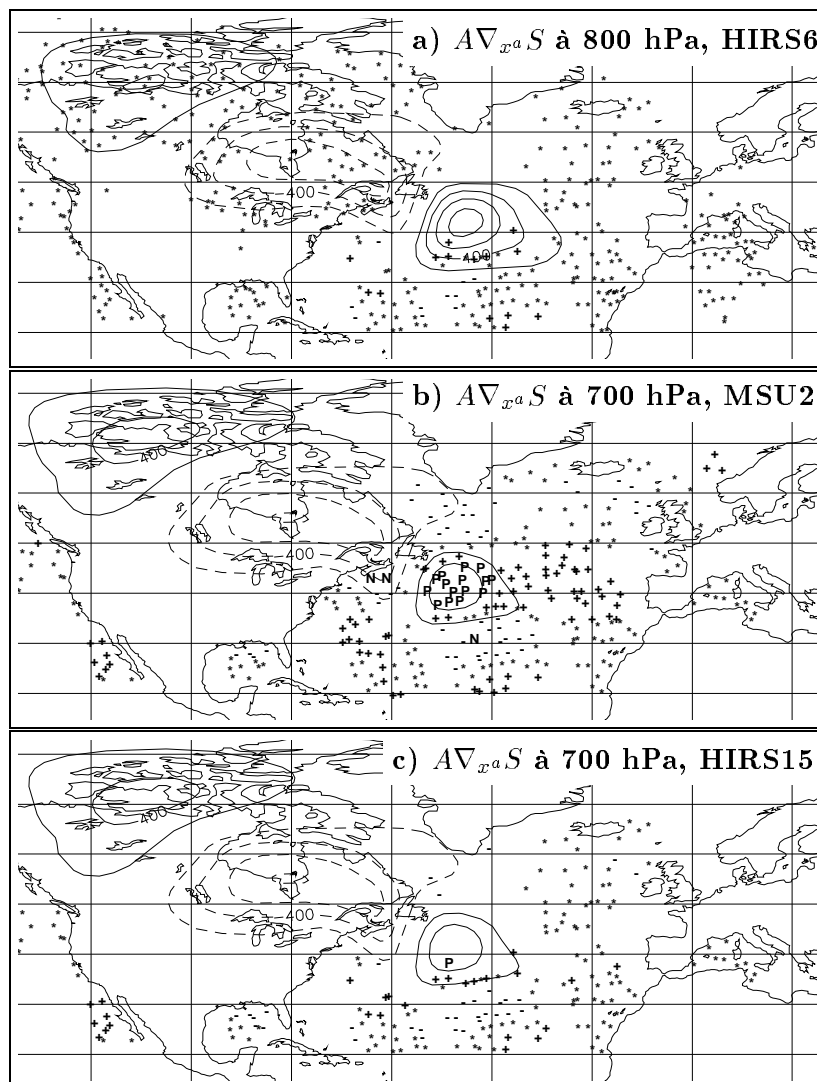 a) A∇ₓₐS à 800 hPa, HIRS6
400
400
b) A∇ₓₐS à 700 hPa, MSU2
400
400
N N
P P P P P P P P P P P P P P P
N
c) A∇ₓₐS à 700 hPa, HIRS15
400
400
P